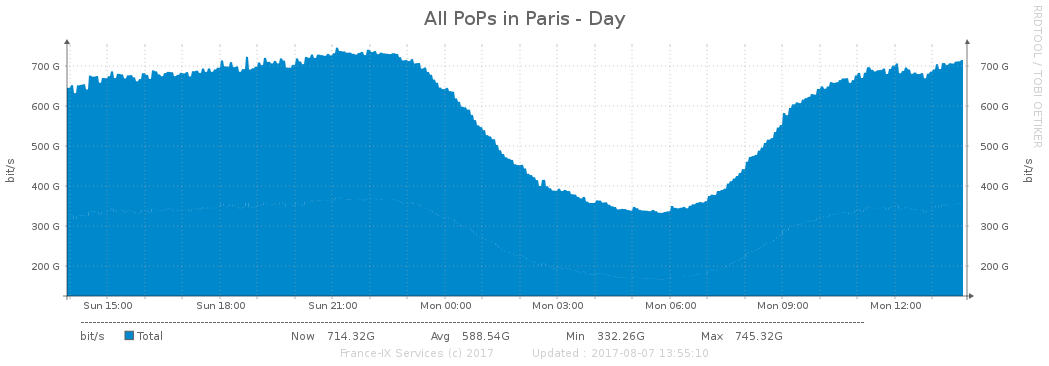 All PoPs in Paris - Day
RRDTOOL / TOBI OETIKER
bit/s
700 G
600 G
500 G
400 G
300 G
200 G
700 G
600 G
500 G
400 G
300 G
200 G
bit/s
Sun 15:00 Sun 18:00 Sun 21:00 Mon 00:00 Mon 03:00 Mon 06:00 Mon 09:00 Mon 12:00
bit/s Total Now 714.32G Avg 588.54G Min 332.26G Max 745.32G
France-IX Services (c) 2017 Updated : 2017-08-07 13:55:10